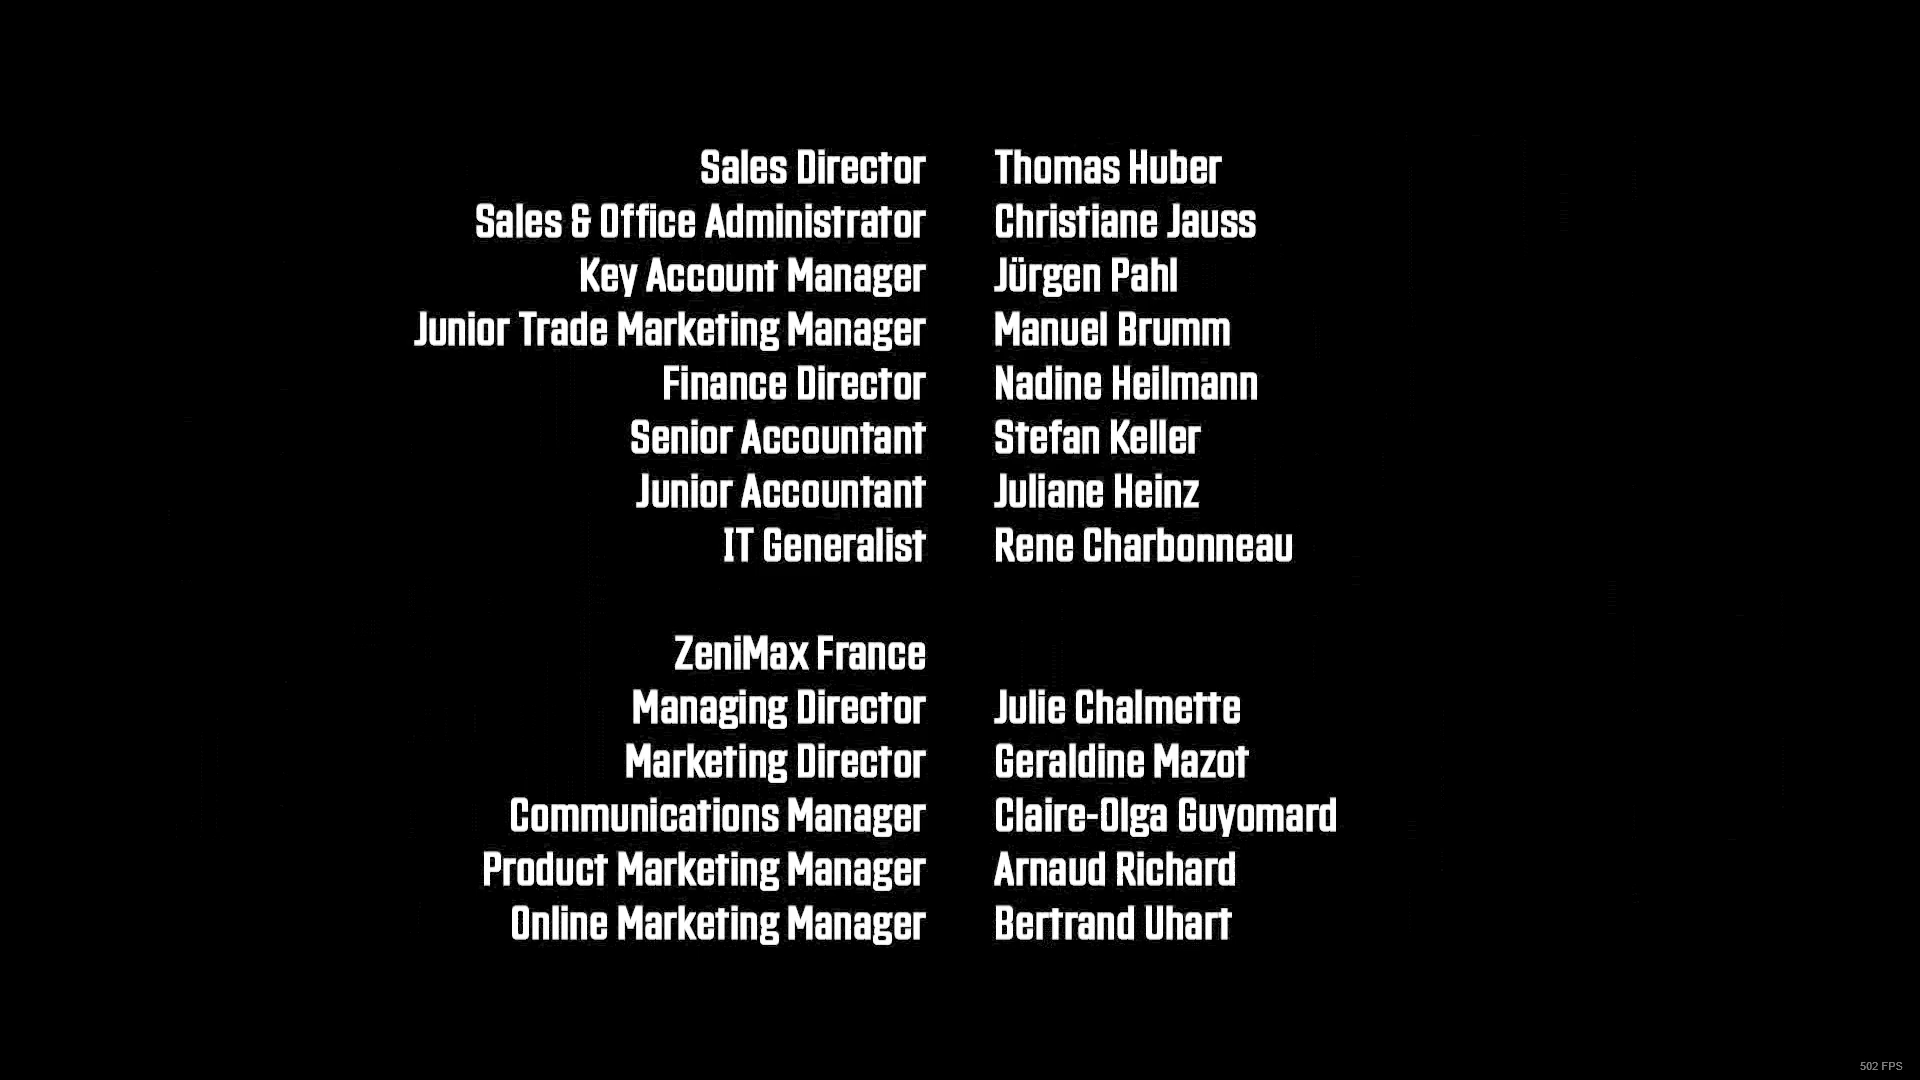 Sales Director Thomas Huber
Sales & Office Administrator Christiane Jauss
Key Account Manager Jürgen Pahl
Junior Trade Marketing Manager Manuel Brumm
Finance Director Nadine Heilmann
Senior Accountant Stefan Keller
Junior Accountant Juliane Heinz
IT Generalist Rene Charbonneau
ZeniMax France
Managing Director Julie Chalmette
Marketing Director Geraldine Mazot
Communications Manager Claire-Olga Guyomard
Product Marketing Manager Arnaud Richard
Online Marketing Manager Bertrand Uhart
502 FPS